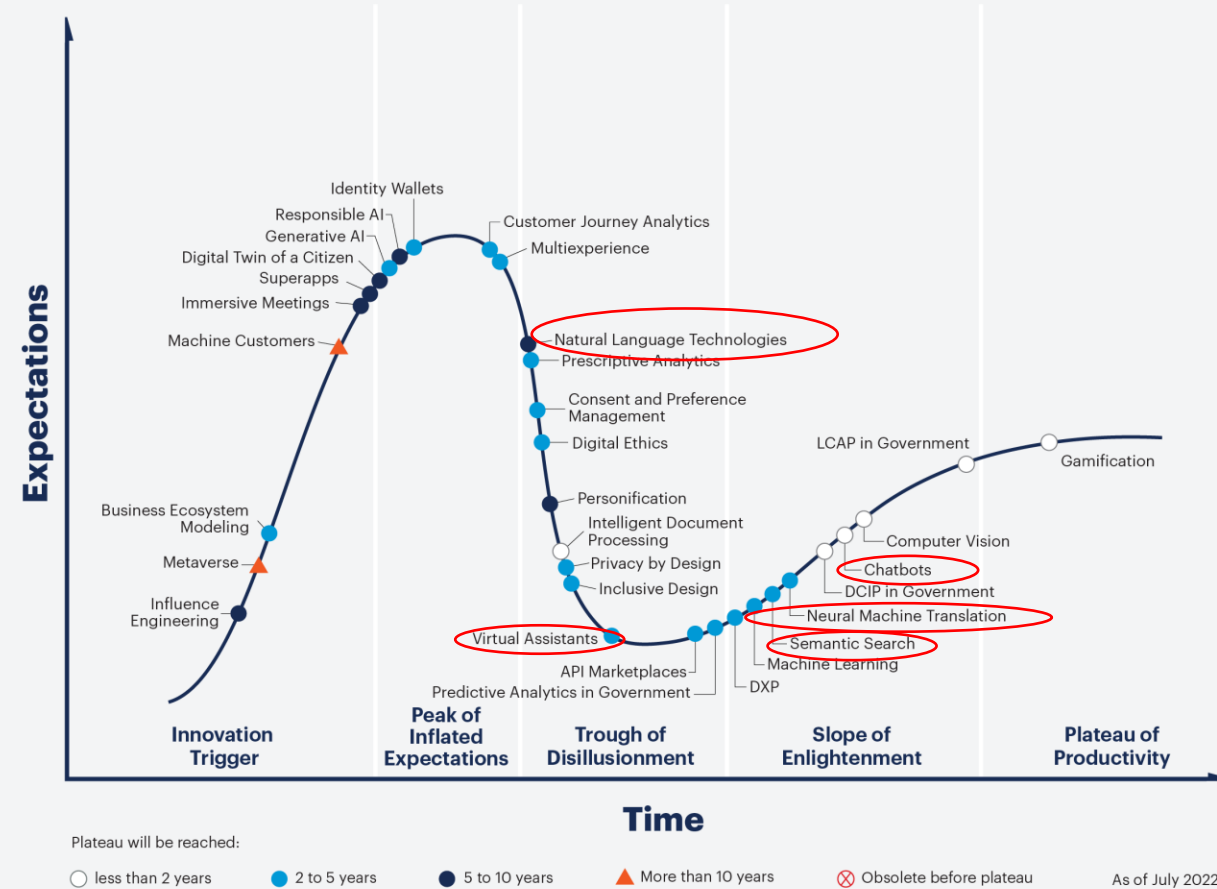 Expectations
Identity Wallets
Responsible AI
Generative AI
Digital Twin of a Citizen
Superapps
Immersive Meetings
Machine Customers
Business Ecosystem
Modeling
Metaverse
Influence
Engineering
Customer Journey Analytics
Multiexperience
Natural Language Technologies
Prescriptive Analytics
Consent and Preference
Management
Digital Ethics
Personification
Intelligent Document
Processing
Privacy by Design
Inclusive Design
Virtual Assistants
API Marketplaces
Predictive Analytics in Government
DXP
Machine Learning
Semantic Search
Neural Machine Translation
DCIP in Government
Chatbots
Computer Vision
LCAP in Government
Gamification
Innovation
Trigger
Peak of
Inflated
Expectations
Trough of
Disillusionment
Slope of
Enlightenment
Plateau of
Productivity
Time
Plateau will be reached:
less than 2 years
2 to 5 years
5 to 10 years
More than 10 years
Obsolete before plateau
As of July 2022